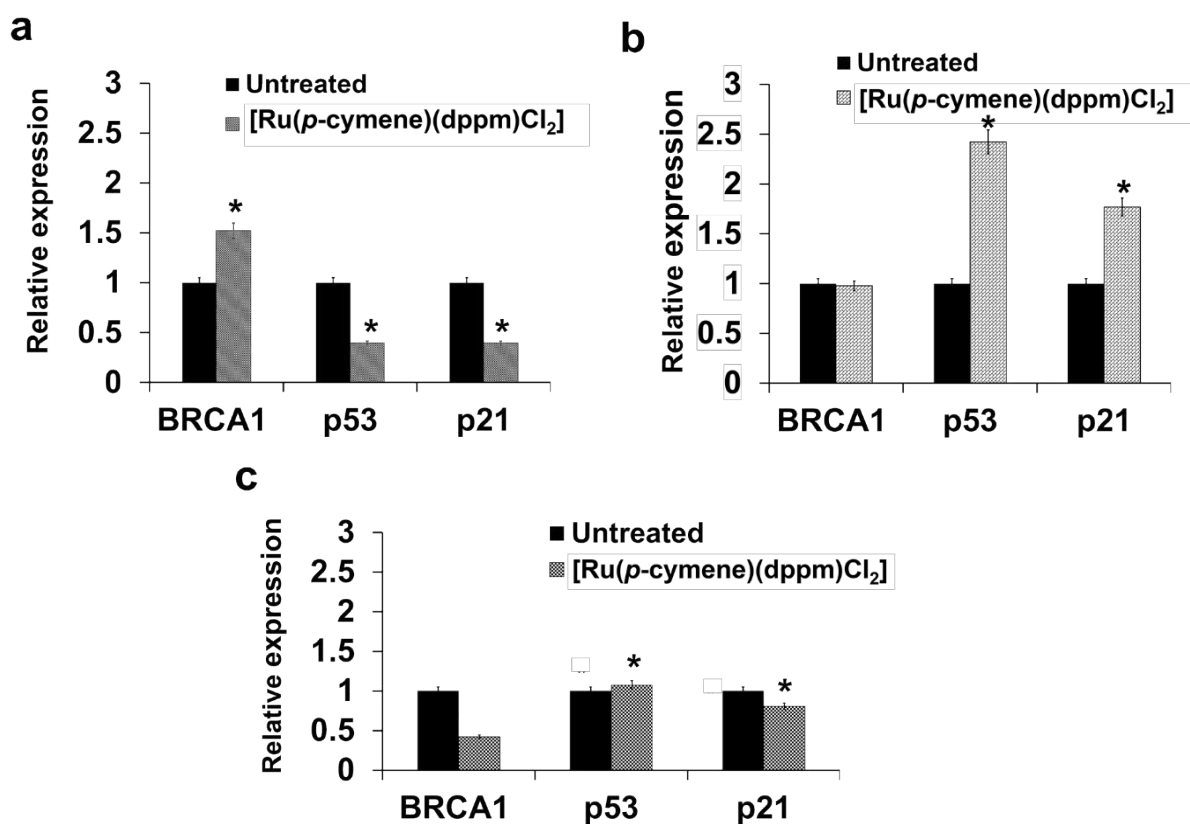 a
Untreated
[Ru(p-cymene)(dppm)Cl₂]
Relative expression
3
2.5
2
1.5
1
0.5
0
*
*
*
BRCA1 p53 p21
b
Untreated
[Ru(p-cymene)(dppm)Cl₂]
Relative expression
3
2.5
2
1.5
1
0.5
0
*
*
BRCA1 p53 p21
c
Untreated
[Ru(p-cymene)(dppm)Cl₂]
Relative expression
3
2.5
2
1.5
1
0.5
0
*
*
BRCA1 p53 p21